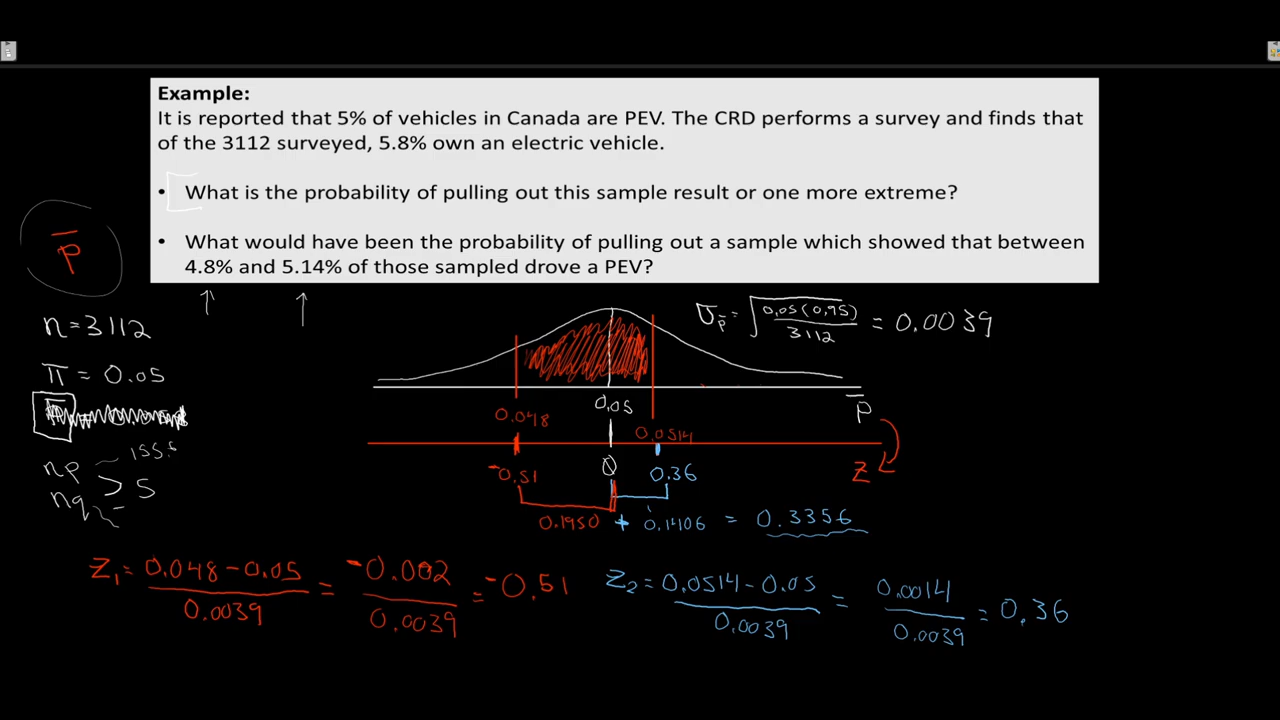 Example:
It is reported that 5% of vehicles in Canada are PEV. The CRD performs a survey and finds that
of the 3112 surveyed, 5.8% own an electric vehicle.
• What is the probability of pulling out this sample result or one more extreme?
• What would have been the probability of pulling out a sample which showed that between
4.8% and 5.14% of those sampled drove a PEV?
p̅
n=3112
π = 0.05
np — 155.6
nq > 5
σp̅ = √0.05(0.95)/3112 = 0.0039
0.048 0.05 0.0514 p̅
-0.51 0 0.36 Z
0.1950 + 0.1406 = 0.3356
Z₁ = 0.048 - 0.05 / 0.0039 = -0.002 / 0.0039 = -0.51
Z₂ = 0.0514 - 0.05 / 0.0039 = 0.0014 / 0.0039 = 0.36